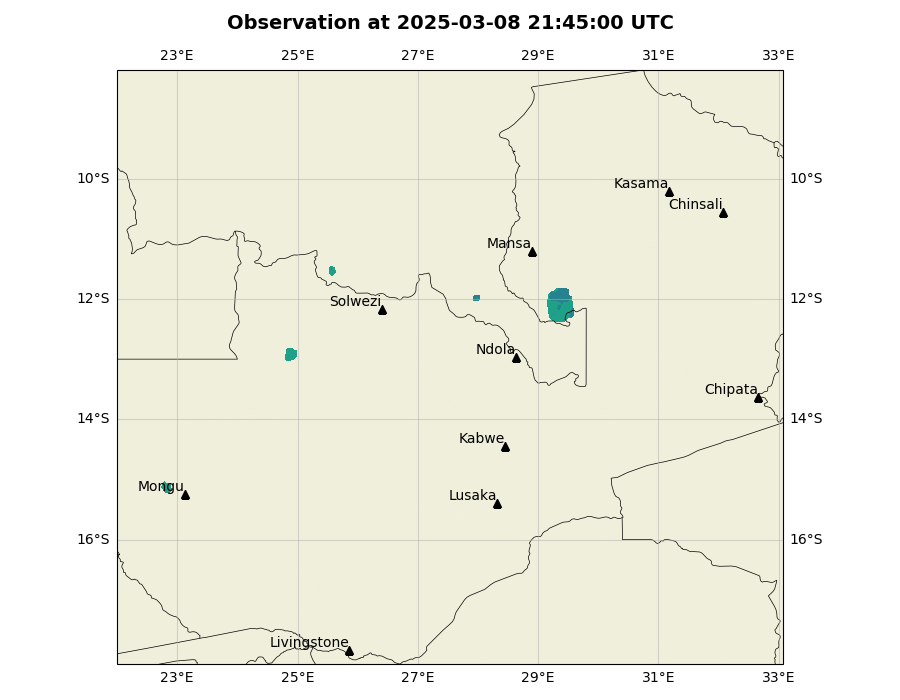 Observation at 2025-03-08 21:45:00 UTC
23°E 25°E 27°E 29°E 31°E 33°E
10°S 10°S
Kasama
Chinsali
Mansa
12°S 12°S
Solwezi
Ndola
Chipata
14°S 14°S
Kabwe
Mongu
Lusaka
16°S 16°S
Livingstone
23°E 25°E 27°E 29°E 31°E 33°E